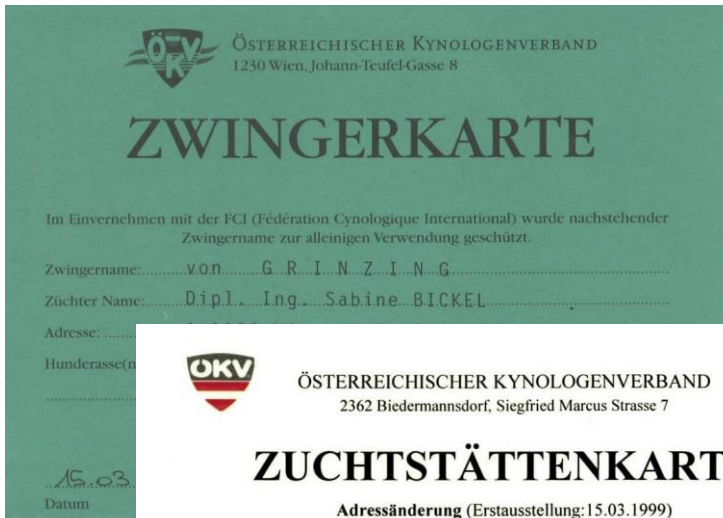 ÖKV
ÖSTERREICHISCHER KYNOLOGENVERBAND
1230 Wien, Johann-Teufel-Gasse 8
ZWINGERKARTE
Im Einvernehmen mit der FCI (Fédération Cynologique International) wurde nachstehender
Zwingername zur alleinigen Verwendung geschützt.
Zwingername: von GRINZING
Züchter Name: Dipl. Ing. Sabine BICKEL
Adresse:
Hunderasse(n
15.03
Datum
ÖKV
ÖSTERREICHISCHER KYNOLOGENVERBAND
2362 Biedermannsdorf, Siegfried Marcus Strasse 7
ZUCHTSTÄTTENKART
Adressänderung (Erstausstellung:15.03.1999)